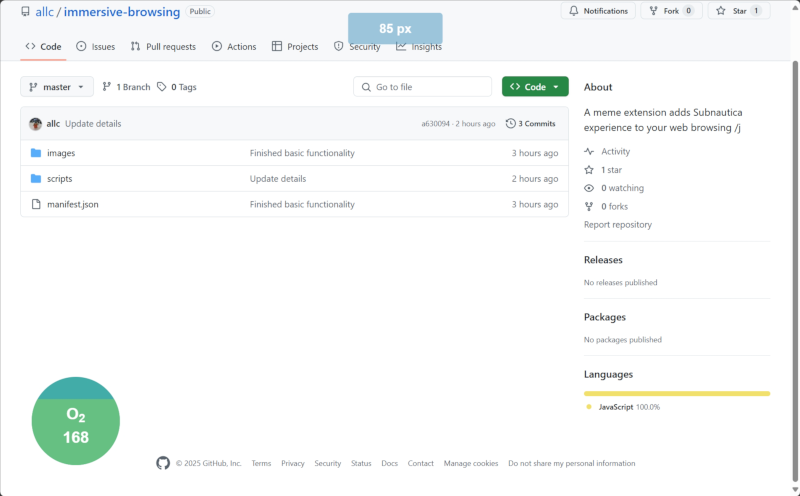 allc / immersive-browsing Public
Notifications Fork 0 Star 1
85 px
Code Issues Pull requests Actions Projects Security Insights
master 1 Branch 0 Tags Go to file Code
allc Update details a630094 · 2 hours ago 3 Commits
images Finished basic functionality 3 hours ago
scripts Update details 2 hours ago
manifest.json Finished basic functionality 3 hours ago
About
A meme extension adds Subnautica
experience to your web browsing /j
Activity
1 star
0 watching
0 forks
Report repository
Releases
No releases published
Packages
No packages published
Languages
JavaScript 100.0%
O2
168
© 2025 GitHub, Inc. Terms Privacy Security Status Docs Contact Manage cookies Do not share my personal information